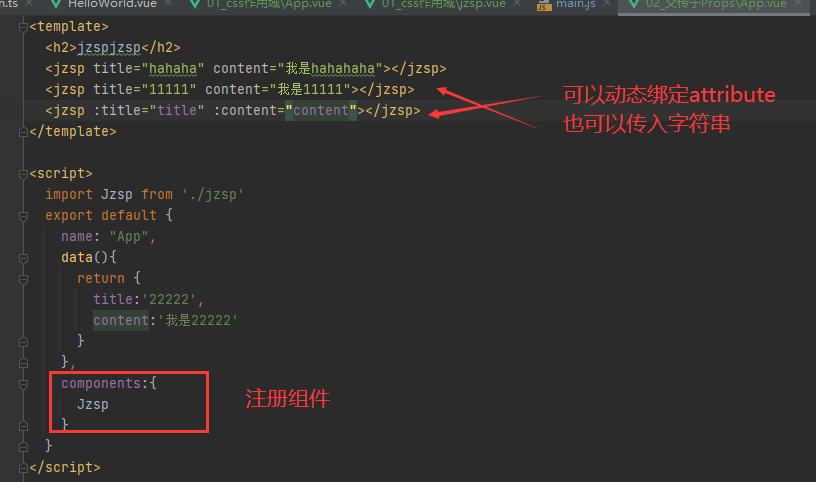 n.ts HelloWorld.vue 01_css作用域\App.vue 01_css作用域\jzsp.vue main.js 02_父传子Props\App.vue
<template>
<h2>jzspjzsp</h2>
<jzsp title="hahaha" content="我是hahahaha"></jzsp>
<jzsp title="11111" content="我是11111"></jzsp>
<jzsp :title="title" :content="content"></jzsp>
</template>
可以动态绑定attribute
也可以传入字符串
<script>
import Jzsp from './jzsp'
export default {
name: "App",
data(){
return {
title:'22222',
content:'我是22222'
}
},
components:{
Jzsp
}
注册组件
}
</script>